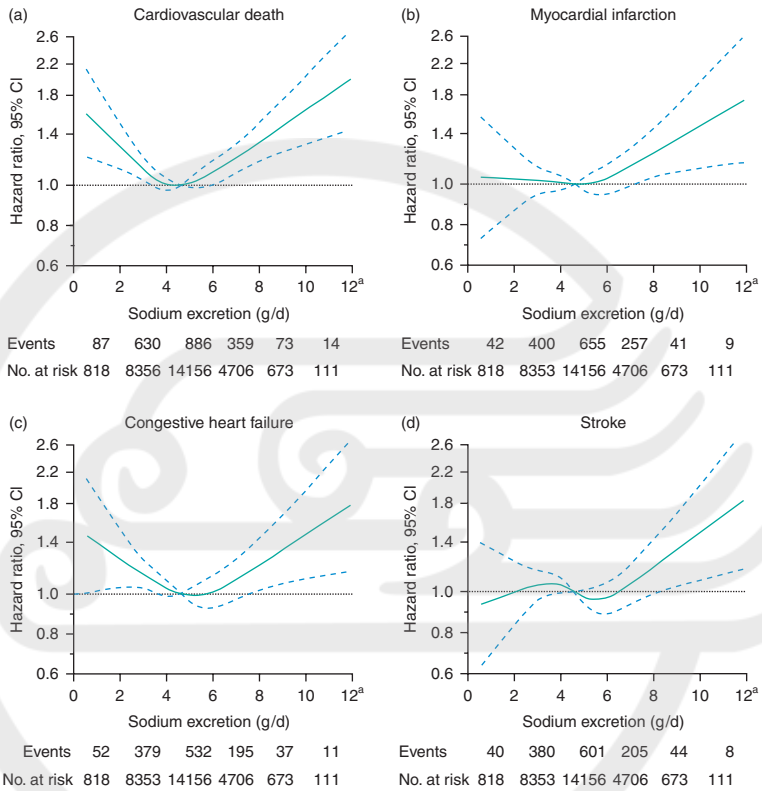 (a) Cardiovascular death
2.6
2.2
1.8
1.4
1.0
0.8
0.6
Hazard ratio, 95% CI
0 2 4 6 8 10 12a
Sodium excretion (g/d)
Events 87 630 886 359 73 14
No. at risk 818 8356 14156 4706 673 111
(b) Myocardial infarction
2.6
2.2
1.8
1.4
1.0
0.8
0.6
Hazard ratio, 95% CI
0 2 4 6 8 10 12a
Sodium excretion (g/d)
Events 42 400 655 257 41 9
No. at risk 818 8353 14156 4706 673 111
(c) Congestive heart failure
2.6
2.2
1.8
1.4
1.0
0.8
0.6
Hazard ratio, 95% CI
0 2 4 6 8 10 12a
Sodium excretion (g/d)
Events 52 379 532 195 37 11
No. at risk 818 8353 14156 4706 673 111
(d) Stroke
2.6
2.2
1.8
1.4
1.0
0.8
0.6
Hazard ratio, 95% CI
0 2 4 6 8 10 12a
Sodium excretion (g/d)
Events 40 380 601 205 44 8
No. at risk 818 8353 14156 4706 673 111